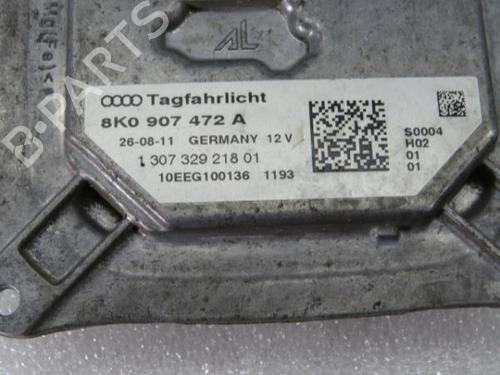 AL
Tagfahrlicht
8K0 907 472 A
26-08-11 GERMANY 12 V
1 307 329 218 01
10EEG100136 1193
S0004
H02
01
01
B-PARTS